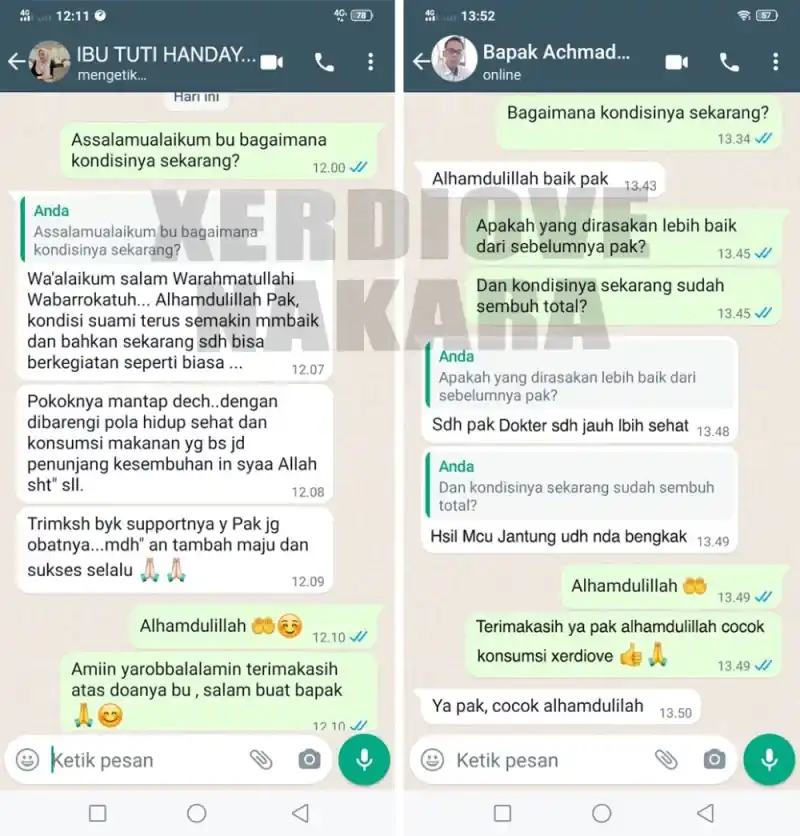 12:11
4G 78
IBU TUTI HANDAY...
mengetik...
Hari ini
Assalamualaikum bu bagaimana
kondisinya sekarang?
12.00
Anda
Assalamualaikum bu bagaimana
kondisinya sekarang?
Wa'alaikum salam Warahmatullahi
Wabarrokatuh... Alhamdulillah Pak,
kondisi suami terus semakin mmbaik
dan bahkan sekarang sdh bisa
berkegiatan seperti biasa ...
12.07
Pokoknya mantap dech..dengan
dibarengi pola hidup sehat dan
konsumsi makanan yg bs jd
penunjang kesembuhan in syaa Allah
sht" sll.
12.08
Trimksh byk supportnya y Pak jg
obatnya...mdh" an tambah maju dan
sukses selalu 🙏🙏
12.09
Alhamdulillah 🤲😊
12.10
Amiin yarobbalalamin terimakasih
atas doanya bu , salam buat bapak
🙏😊
12.10
Ketik pesan
4G 13:52
57
Bapak Achmad...
online
Bagaimana kondisinya sekarang?
13.34
Alhamdulillah baik pak
13.43
Apakah yang dirasakan lebih baik
dari sebelumnya pak?
13.45
Dan kondisinya sekarang sudah
sembuh total?
13.45
Anda
Apakah yang dirasakan lebih baik dari
sebelumnya pak?
Sdh pak Dokter sdh jauh lbih sehat
13.48
Anda
Dan kondisinya sekarang sudah sembuh
total?
Hsil Mcu Jantung udh nda bengkak
13.49
Alhamdulillah 🤲
13.49
Terimakasih ya pak alhamdulillah cocok
konsumsi xerdiove 👍🙏
13.49
Ya pak, cocok alhamdulilah
13.50
Ketik pesan
XERDIOVE
NAKARA